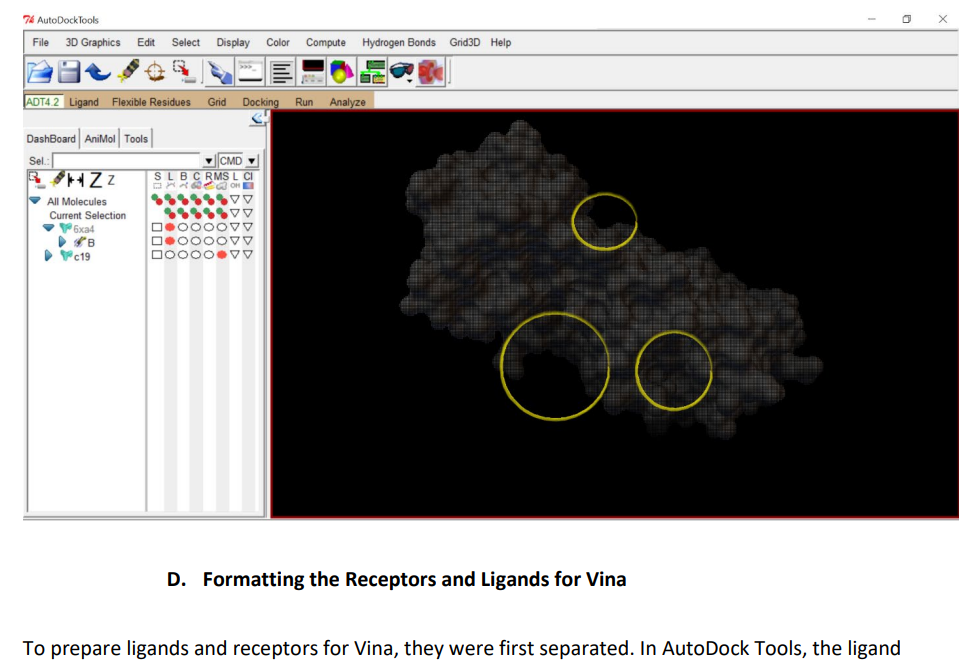 AutoDockTools
File 3D Graphics Edit Select Display Color Compute Hydrogen Bonds Grid3D Help
ADT4.2 Ligand Flexible Residues Grid Docking Run Analyze
DashBoard AniMol Tools
Sel.: CMD
Z z S L B C R MS L Cl
All Molecules
Current Selection
6xa4
B
c19
D. Formatting the Receptors and Ligands for Vina
To prepare ligands and receptors for Vina, they were first separated. In AutoDock Tools, the ligand